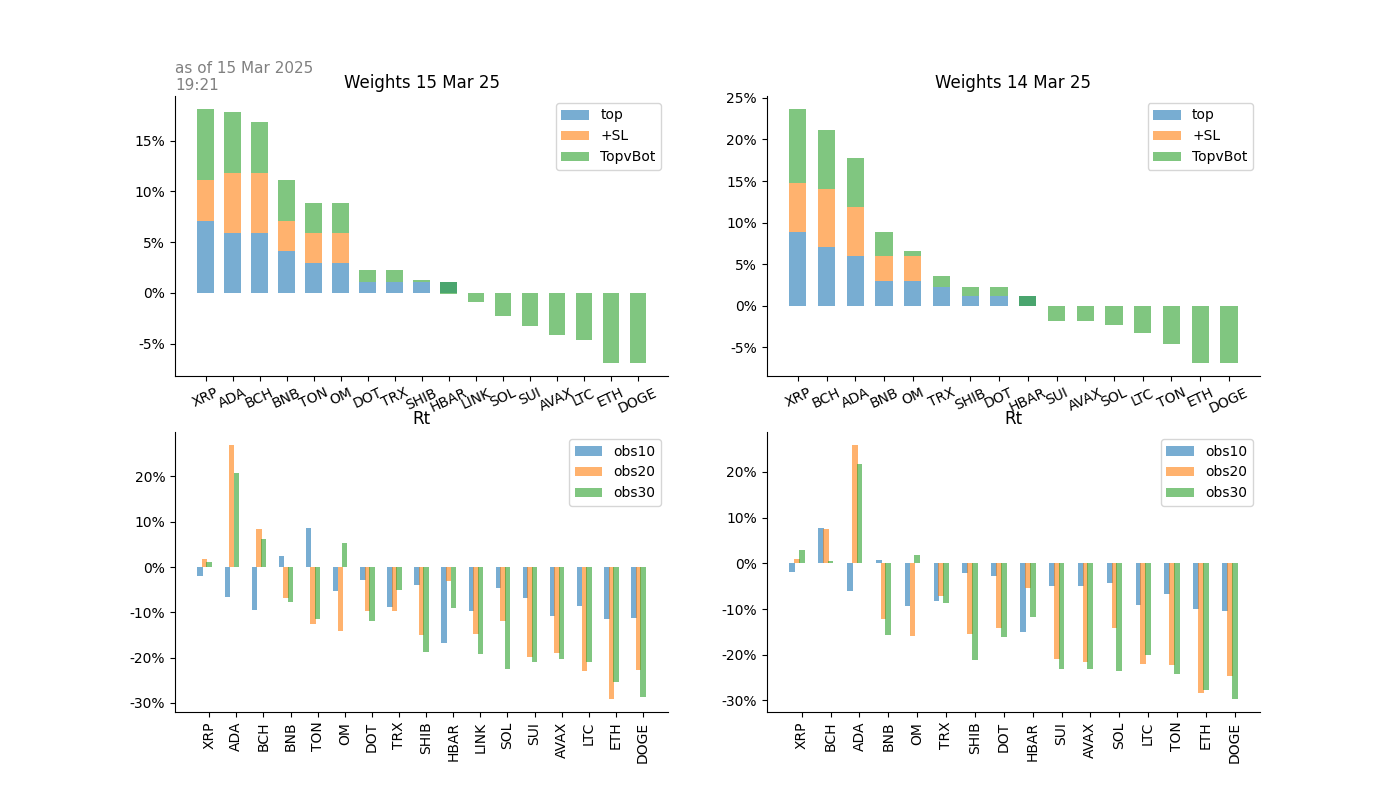 as of 15 Mar 2025
19:21
Weights 15 Mar 25
top
+SL
TopvBot
15%
10%
5%
0%
-5%
XRP ADA BCH BNB TON OM DOT TRX SHIB HBAR LINK SOL SUI AVAX LTC ETH DOGE
Weights 14 Mar 25
top
+SL
TopvBot
25%
20%
15%
10%
5%
0%
-5%
XRP BCH ADA BNB OM TRX SHIB DOT HBAR SUI AVAX SOL LTC TON ETH DOGE
Rt
obs10
obs20
obs30
20%
10%
0%
-10%
-20%
-30%
XRP ADA BCH BNB TON OM DOT TRX SHIB HBAR LINK SOL SUI AVAX LTC ETH DOGE
Rt
obs10
obs20
obs30
20%
10%
0%
-10%
-20%
-30%
XRP BCH ADA BNB OM TRX SHIB DOT HBAR SUI AVAX SOL LTC TON ETH DOGE